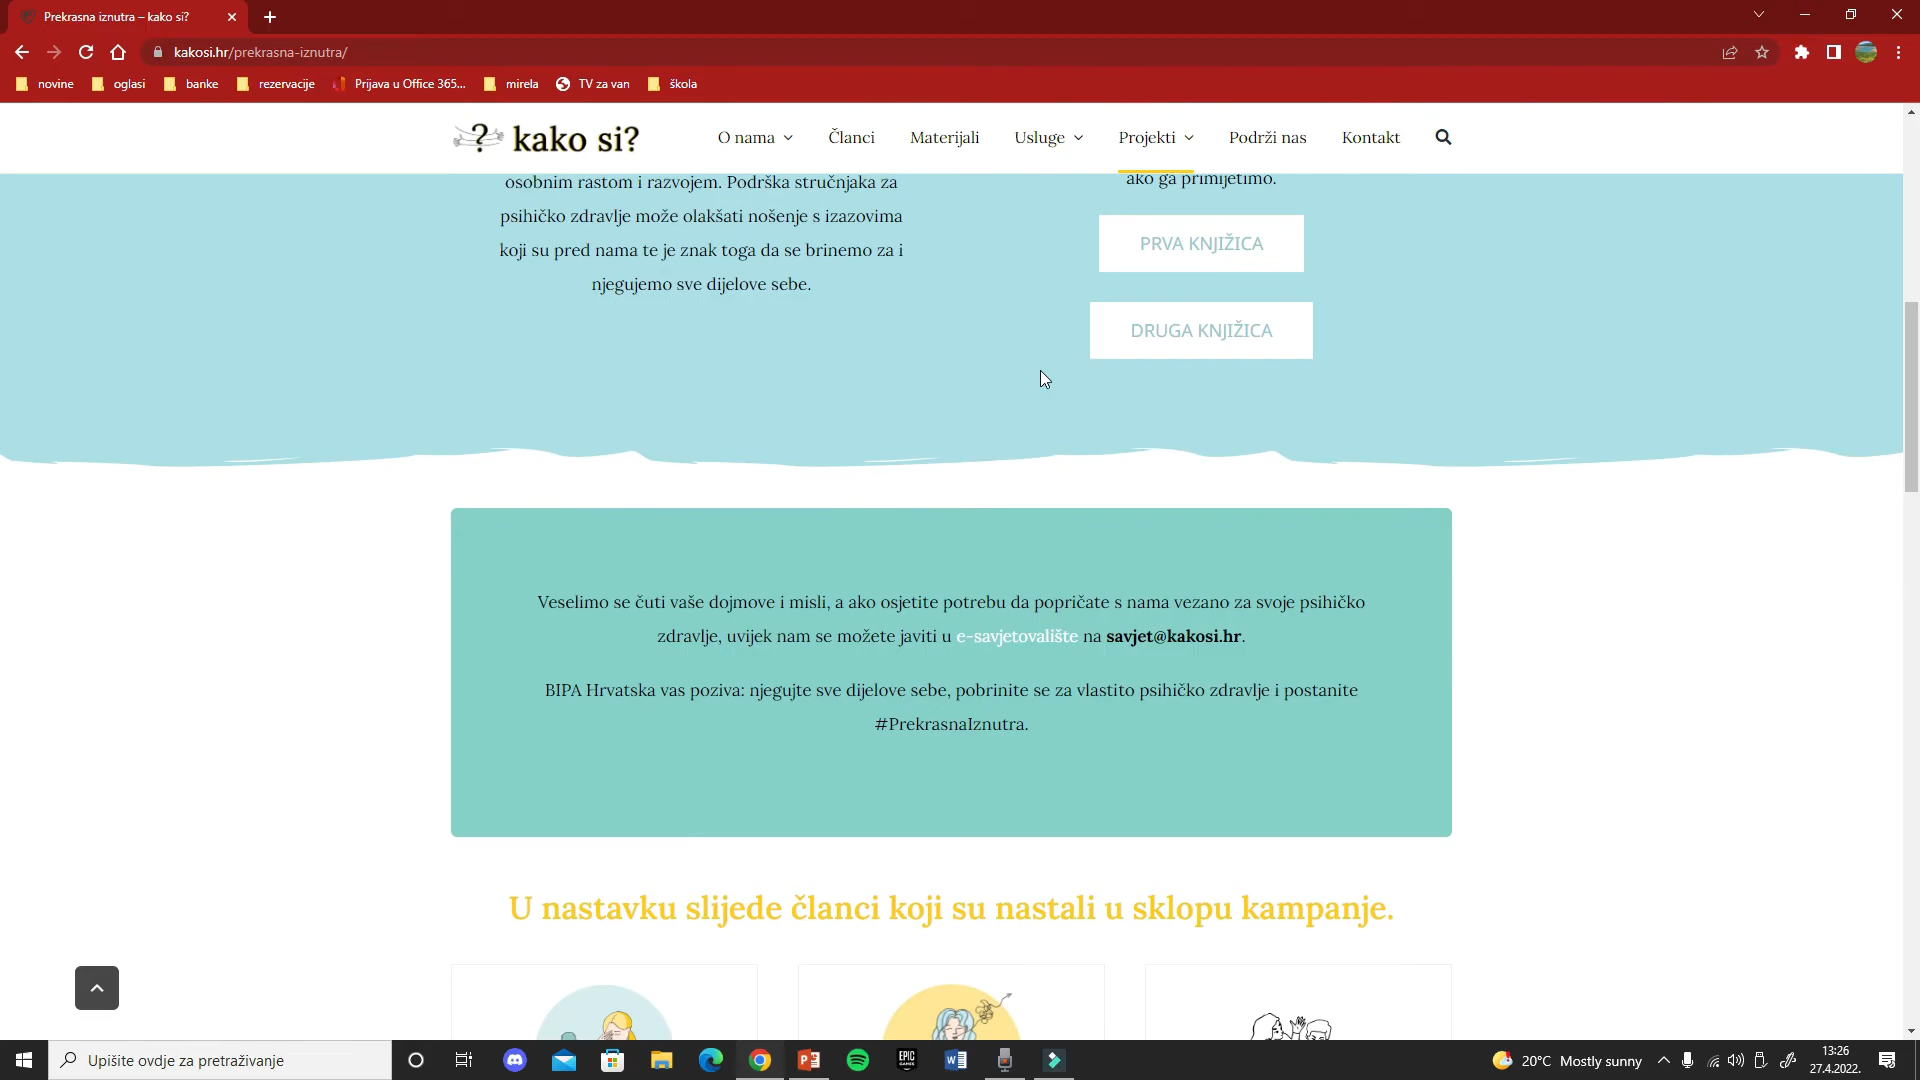 Prekrasna iznutra – kako si?
kakosi.hr/prekrasna-iznutra/
novine
oglasi
banke
rezervacije
Prijava u Office 365...
mirela
TV za van
škola
? kako si?
O nama
Članci
Materijali
Usluge
Projekti
Podrži nas
Kontakt
osobnim rastom i razvojem. Podrška stručnjaka za
psihičko zdravlje može olakšati nošenje s izazovima
koji su pred nama te je znak toga da se brinemo za i
njegujemo sve dijelove sebe.
ako ga primijetimo.
PRVA KNJIŽICA
DRUGA KNJIŽICA
Veselimo se čuti vaše dojmove i misli, a ako osjetite potrebu da popričate s nama vezano za svoje psihičko
zdravlje, uvijek nam se možete javiti u e-savjetovalište na savjet@kakosi.hr.
BIPA Hrvatska vas poziva: njegujte sve dijelove sebe, pobrinite se za vlastito psihičko zdravlje i postanite
#PrekrasnaIznutra.
U nastavku slijede članci koji su nastali u sklopu kampanje.
Upišite ovdje za pretraživanje
EPIC
GAMES
20°C Mostly sunny
13:26
27.4.2022.